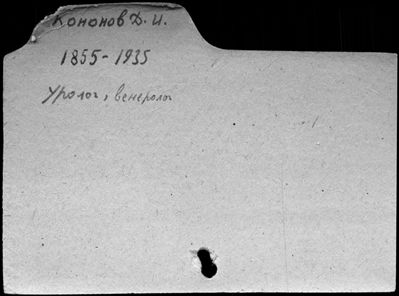 Кононов Д. И.
1855-1935
Уролог, венеролог